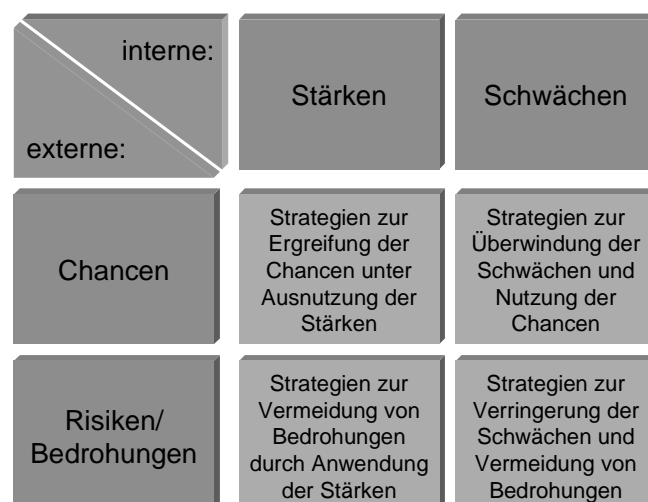 interne:
externe:
Stärken
Schwächen
Chancen
Strategien zur
Ergreifung der
Chancen unter
Ausnutzung der
Stärken
Strategien zur
Überwindung der
Schwächen und
Nutzung der
Chancen
Risiken/
Bedrohungen
Strategien zur
Vermeidung von
Bedrohungen
durch Anwendung
der Stärken
Strategien zur
Verringerung der
Schwächen und
Vermeidung von
Bedrohungen